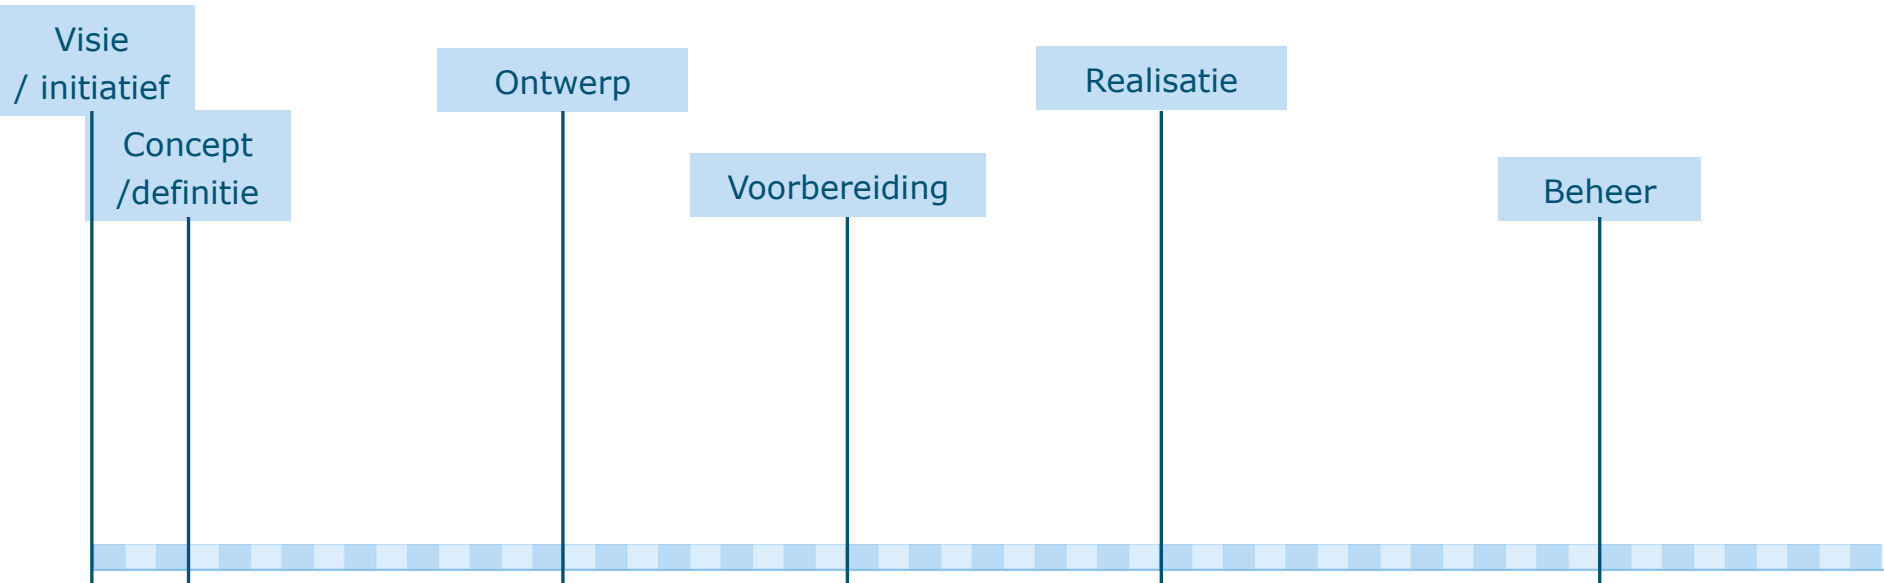 Visie
/ initiatief
Concept
/definitie
Ontwerp
Voorbereiding
Realisatie
Beheer